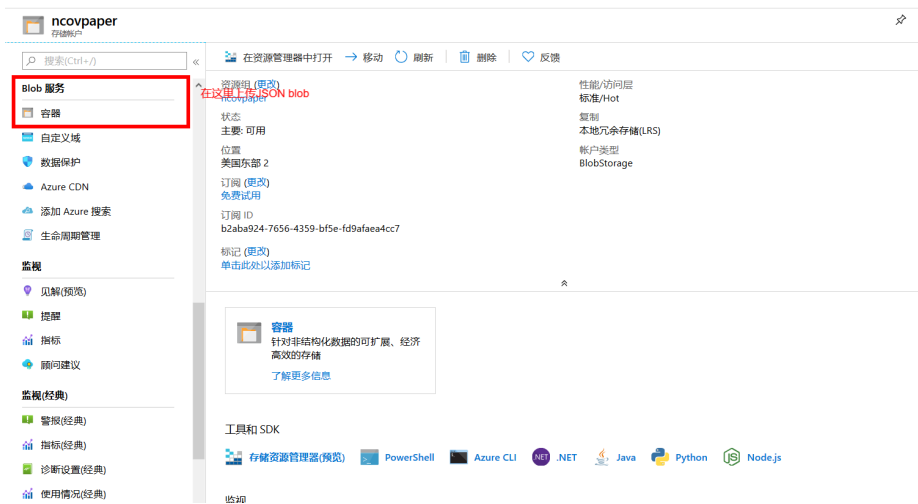 ncovpaper
存储帐户
搜索(Ctrl+/)
«
在资源管理器中打开
移动
刷新
删除
反馈
Blob 服务
容器
自定义域
数据保护
Azure CDN
添加 Azure 搜索
生命周期管理
监视
见解(预览)
提醒
指标
顾问建议
监视(经典)
警报(经典)
指标(经典)
诊断设置(经典)
使用情况(经典)
资源组 (更改)
ncovpaper
在这里上传JSON blob
状态
主要: 可用
位置
美国东部 2
订阅 (更改)
免费试用
订阅 ID
b2aba924-7656-4359-bf5e-fd9afaea4cc7
标记 (更改)
单击此处以添加标记
性能/访问层
标准/Hot
复制
本地冗余存储(LRS)
帐户类型
BlobStorage
容器
针对非结构化数据的可扩展、经济
高效的存储
了解更多信息
工具和 SDK
存储资源管理器(预览)
PowerShell
Azure CLI
NET
.NET
Java
Python
Node.js
监视